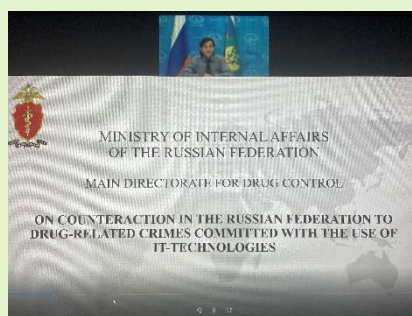 MINISTRY OF INTERNAL AFFAIRS
OF THE RUSSIAN FEDERATION
MAIN DIRECTORATE FOR DRUG CONTROL
ON COUNTERACTION IN THE RUSSIAN FEDERATION TO
DRUG-RELATED CRIMES COMMITTED WITH THE USE OF
IT-TECHNOLOGIES